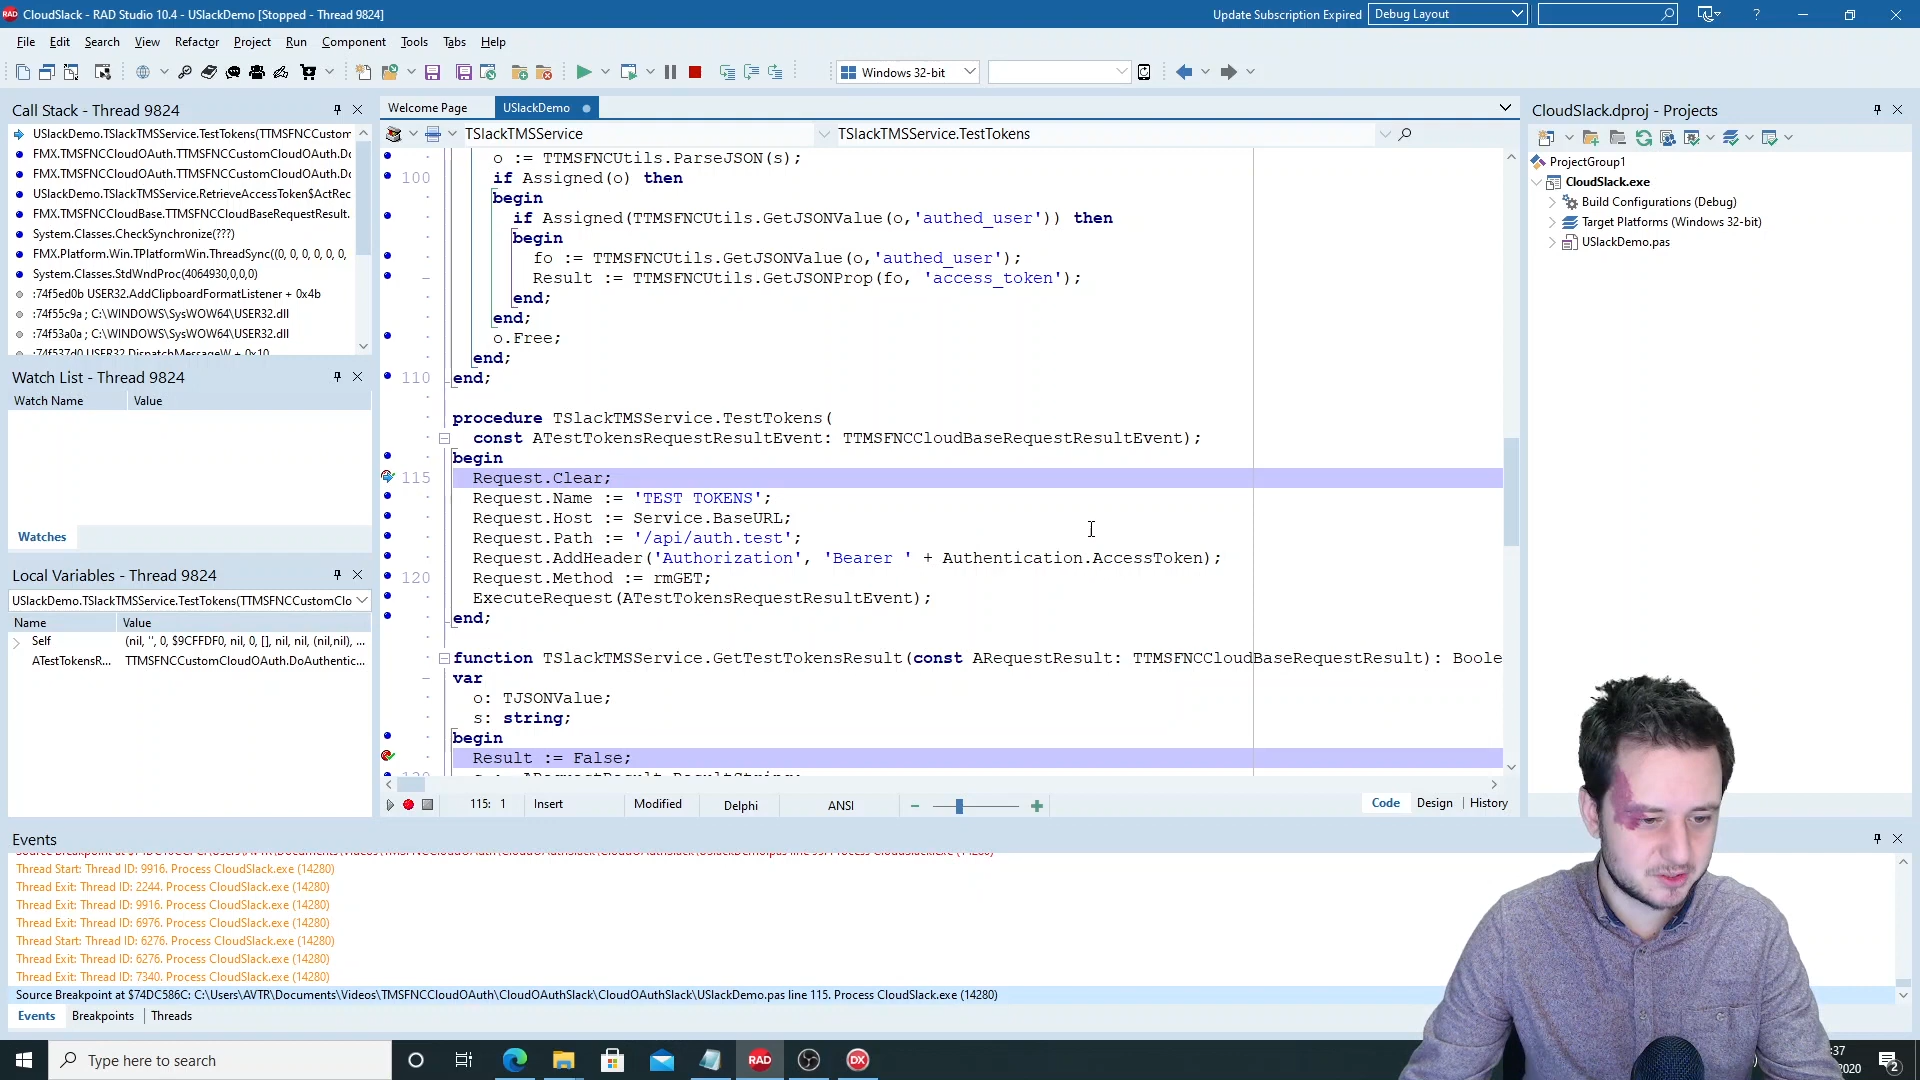 CloudSlack - RAD Studio 10.4 - USlackDemo [Stopped - Thread 9824]
Update Subscription Expired
Debug Layout
File Edit Search View Refactor Project Run Component Tools Tabs Help
Windows 32-bit
Call Stack - Thread 9824
USlackDemo.TSlackTMSService.TestTokens(TTMSFNCCustom
FMX.TMSFNCCloudOAuth.TTMSFNCCustomCloudOAuth.Do
FMX.TMSFNCCloudOAuth.TTMSFNCCustomCloudOAuth.Do
USlackDemo.TSlackTMSService.RetrieveAccessToken$ActRec
FMX.TMSFNCCloudBase.TTMSFNCCloudBaseRequestResult.
System.Classes.CheckSynchronize(???)
FMX.Platform.Win.TPlatformWin.ThreadSync((0, 0, 0, 0, 0, 0,
System.Classes.StdWndProc(4064930,0,0,0)
:74f5ed0b USER32.AddClipboardFormatListener + 0x4b
:74f55c9a ; C:\WINDOWS\SysWOW64\USER32.dll
:74f53a0a ; C:\WINDOWS\SysWOW64\USER32.dll
:74f537d0 USER32.DispatchMessageW + 0x10
Watch List - Thread 9824
Watch Name Value
Watches
Local Variables - Thread 9824
USlackDemo.TSlackTMSService.TestTokens(TTMSFNCCustomClo
Name Value
Self (nil, '', 0, $9CFFDF0, nil, 0, [], nil, nil, (nil,nil), ...
ATestTokensR... TTMSFNCCustomCloudOAuth.DoAuthentic...
Welcome Page USlackDemo
TSlackTMSService TSlackTMSService.TestTokens
o := TTMSFNCUtils.ParseJSON(s);
100 if Assigned(o) then
begin
if Assigned(TTMSFNCUtils.GetJSONValue(o,'authed_user')) then
begin
fo := TTMSFNCUtils.GetJSONValue(o,'authed_user');
Result := TTMSFNCUtils.GetJSONProp(fo, 'access_token');
end;
end;
o.Free;
end;
110 end;
procedure TSlackTMSService.TestTokens(
const ATestTokensRequestResultEvent: TTMSFNCCloudBaseRequestResultEvent);
begin
115 Request.Clear;
Request.Name := 'TEST TOKENS';
Request.Host := Service.BaseURL;
Request.Path := '/api/auth.test';
Request.AddHeader('Authorization', 'Bearer ' + Authentication.AccessToken);
120 Request.Method := rmGET;
ExecuteRequest(ATestTokensRequestResultEvent);
end;
function TSlackTMSService.GetTestTokensResult(const ARequestResult: TTMSFNCCloudBaseRequestResult): Boole
var
o: TJSONValue;
s: string;
begin
Result := False;
115: 1 Insert Modified Delphi ANSI
Code Design History
CloudSlack.dproj - Projects
ProjectGroup1
CloudSlack.exe
Build Configurations (Debug)
Target Platforms (Windows 32-bit)
USlackDemo.pas
Events
Thread Start: Thread ID: 9916. Process CloudSlack.exe (14280)
Thread Exit: Thread ID: 2244. Process CloudSlack.exe (14280)
Thread Exit: Thread ID: 9916. Process CloudSlack.exe (14280)
Thread Exit: Thread ID: 6976. Process CloudSlack.exe (14280)
Thread Start: Thread ID: 6276. Process CloudSlack.exe (14280)
Thread Exit: Thread ID: 6276. Process CloudSlack.exe (14280)
Thread Exit: Thread ID: 7340. Process CloudSlack.exe (14280)
Source Breakpoint at $74DC586C: C:\Users\AVTR\Documents\Videos\TMSFNCCloudOAuth\CloudOAuthSlack\CloudOAuthSlack\USlackDemo.pas line 115. Process CloudSlack.exe (14280)
Events Breakpoints Threads
Type here to search
RAD
DX
:37
2020
2